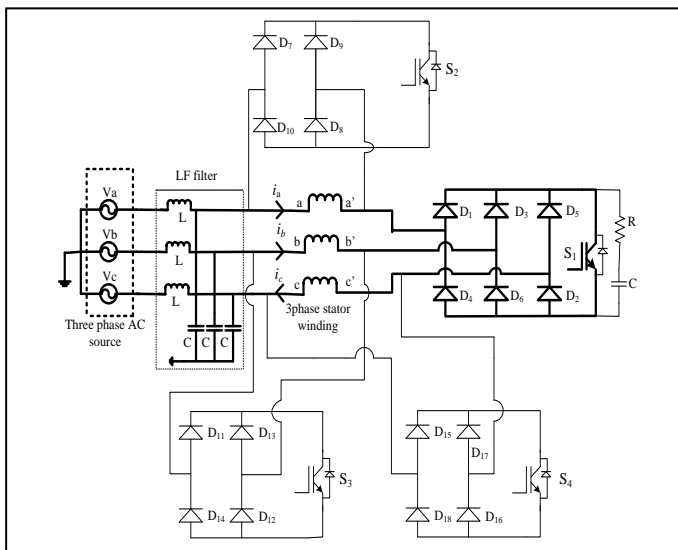 D7
D9
S2
D10
D8
LF filter
Va
L
ia
a
a'
D1
D3
D5
R
Vb
L
ib
b
b'
S1
Vc
L
ic
c
c'
D4
D6
D2
C
Three phase AC
source
C
C
C
3phase stator
winding
D11
D13
D15
D17
S3
S4
D14
D12
D18
D16